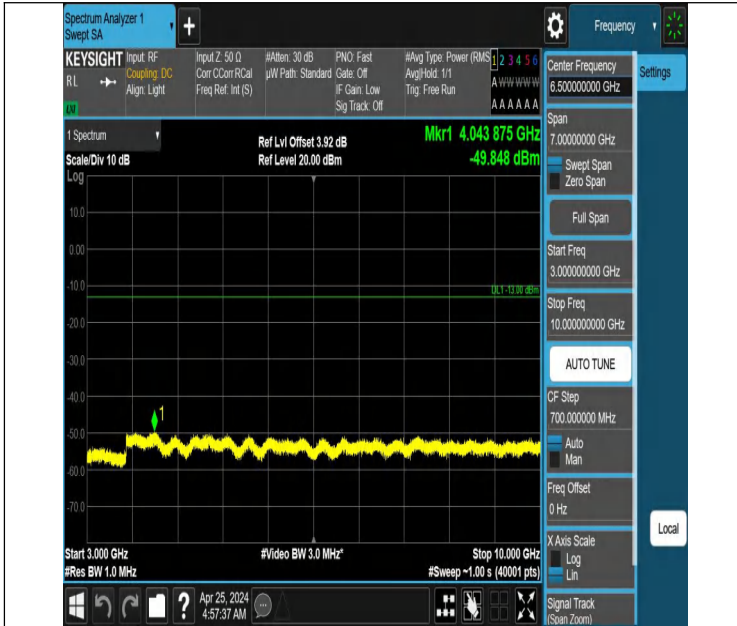 Spectrum Analyzer 1
Swept SA
+
Frequency
KEYSIGHT
RL
Input: RF
Coupling: DC
Align: Light
Input Z: 50 Ω
Corr CCorr RCal
Freq Ref: Int (S)
#Atten: 30 dB
µW Path: Standard
PNO: Fast
Gate: Off
IF Gain: Low
Sig Track: Off
#Avg Type: Power (RMS
Avg|Hold: 1/1
Trig: Free Run
1 2 3 4 5 6
A W W W W W
A A A A A A
1 Spectrum
Scale/Div 10 dB
Log
Ref Lvl Offset 3.92 dB
Ref Level 20.00 dBm
Mkr1 4.043 875 GHz
-49.848 dBm
10.0
0.00
-10.0
DL1 -13.00 dBm
-20.0
-30.0
-40.0
1
-50.0
-60.0
-70.0
Start 3.000 GHz
#Res BW 1.0 MHz
#Video BW 3.0 MHz*
Stop 10.000 GHz
#Sweep ~1.00 s (40001 pts)
?
Apr 25, 2024
4:57:37 AM
Center Frequency
6.500000000 GHz
Settings
Span
7.00000000 GHz
Swept Span
Zero Span
Full Span
Start Freq
3.000000000 GHz
Stop Freq
10.000000000 GHz
AUTO TUNE
CF Step
700.000000 MHz
Auto
Man
Freq Offset
0 Hz
X Axis Scale
Log
Lin
Local
Signal Track
(Span Zoom)